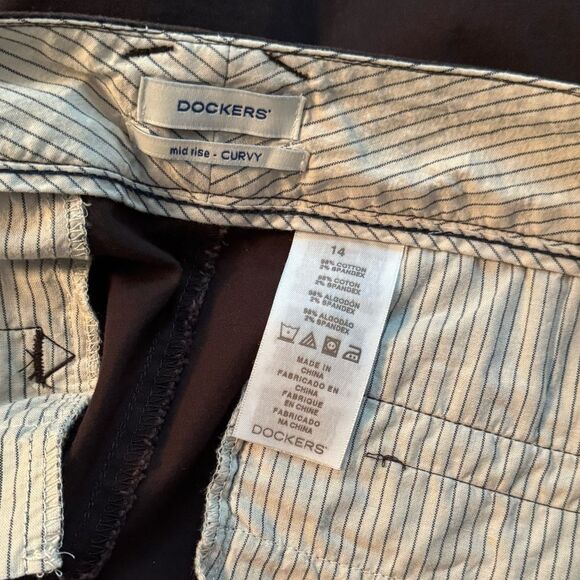 DOCKERS®
mid rise - CURVY
14
98% COTTON
2% SPANDEX
98% COTON
2% SPANDEX
98% ALGODÓN
2% SPANDEX
98% ALGODÃO
2% SPANDEX
MADE IN
CHINA
FABRICADO EN
CHINA
FABRIQUE
EN CHINE
FABRICADO
NA CHINA
DOCKERS®